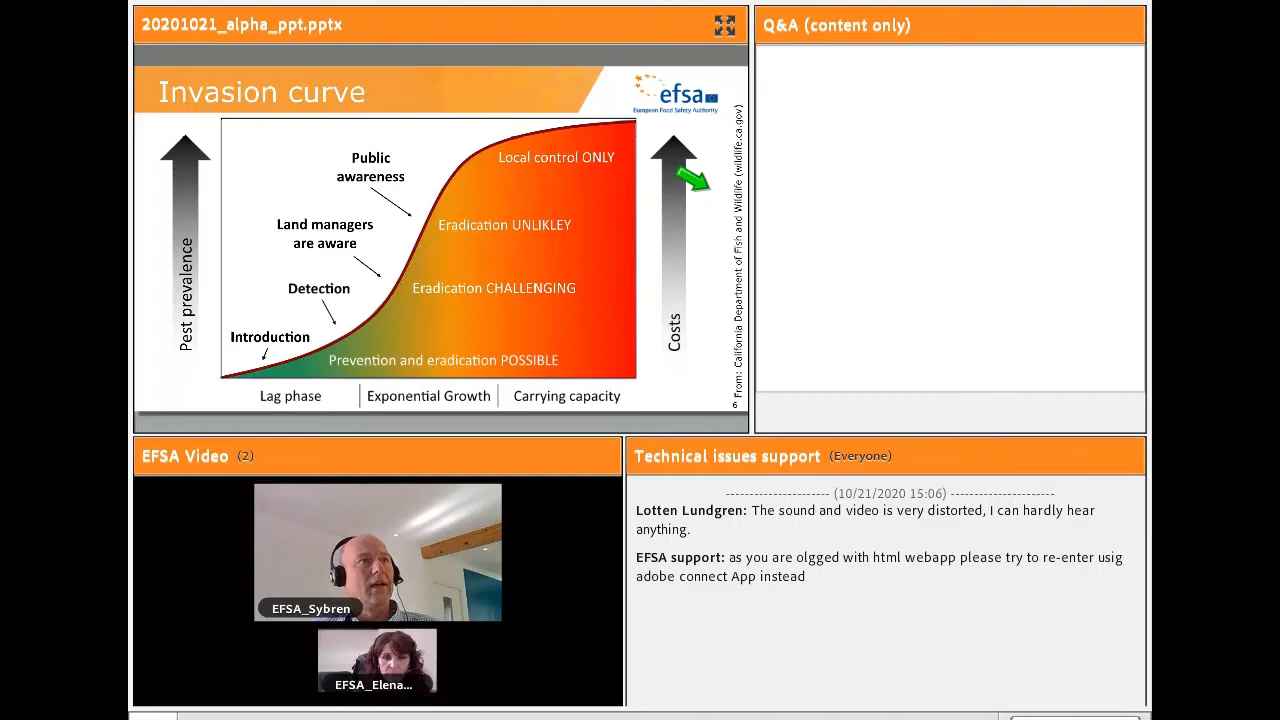 20201021_alpha_ppt.pptx
Invasion curve
efsa
European Food Safety Authority
Pest prevalence
Public
awareness
Land managers
are aware
Detection
Introduction
Local control ONLY
Eradication UNLIKLEY
Eradication CHALLENGING
Prevention and eradication POSSIBLE
Lag phase
Exponential Growth
Carrying capacity
Costs
From: California Department of Fish and Wildlife (wildlife.ca.gov)
Q&A (content only)
EFSA Video (2)
EFSA_Sybren
EFSA_Elena...
Technical issues support (Everyone)
---------------------- (10/21/2020 15:06) ----------------------
Lotten Lundgren: The sound and video is very distorted, I can hardly hear
anything.
EFSA support: as you are olgged with html webapp please try to re-enter usig
adobe connect App instead